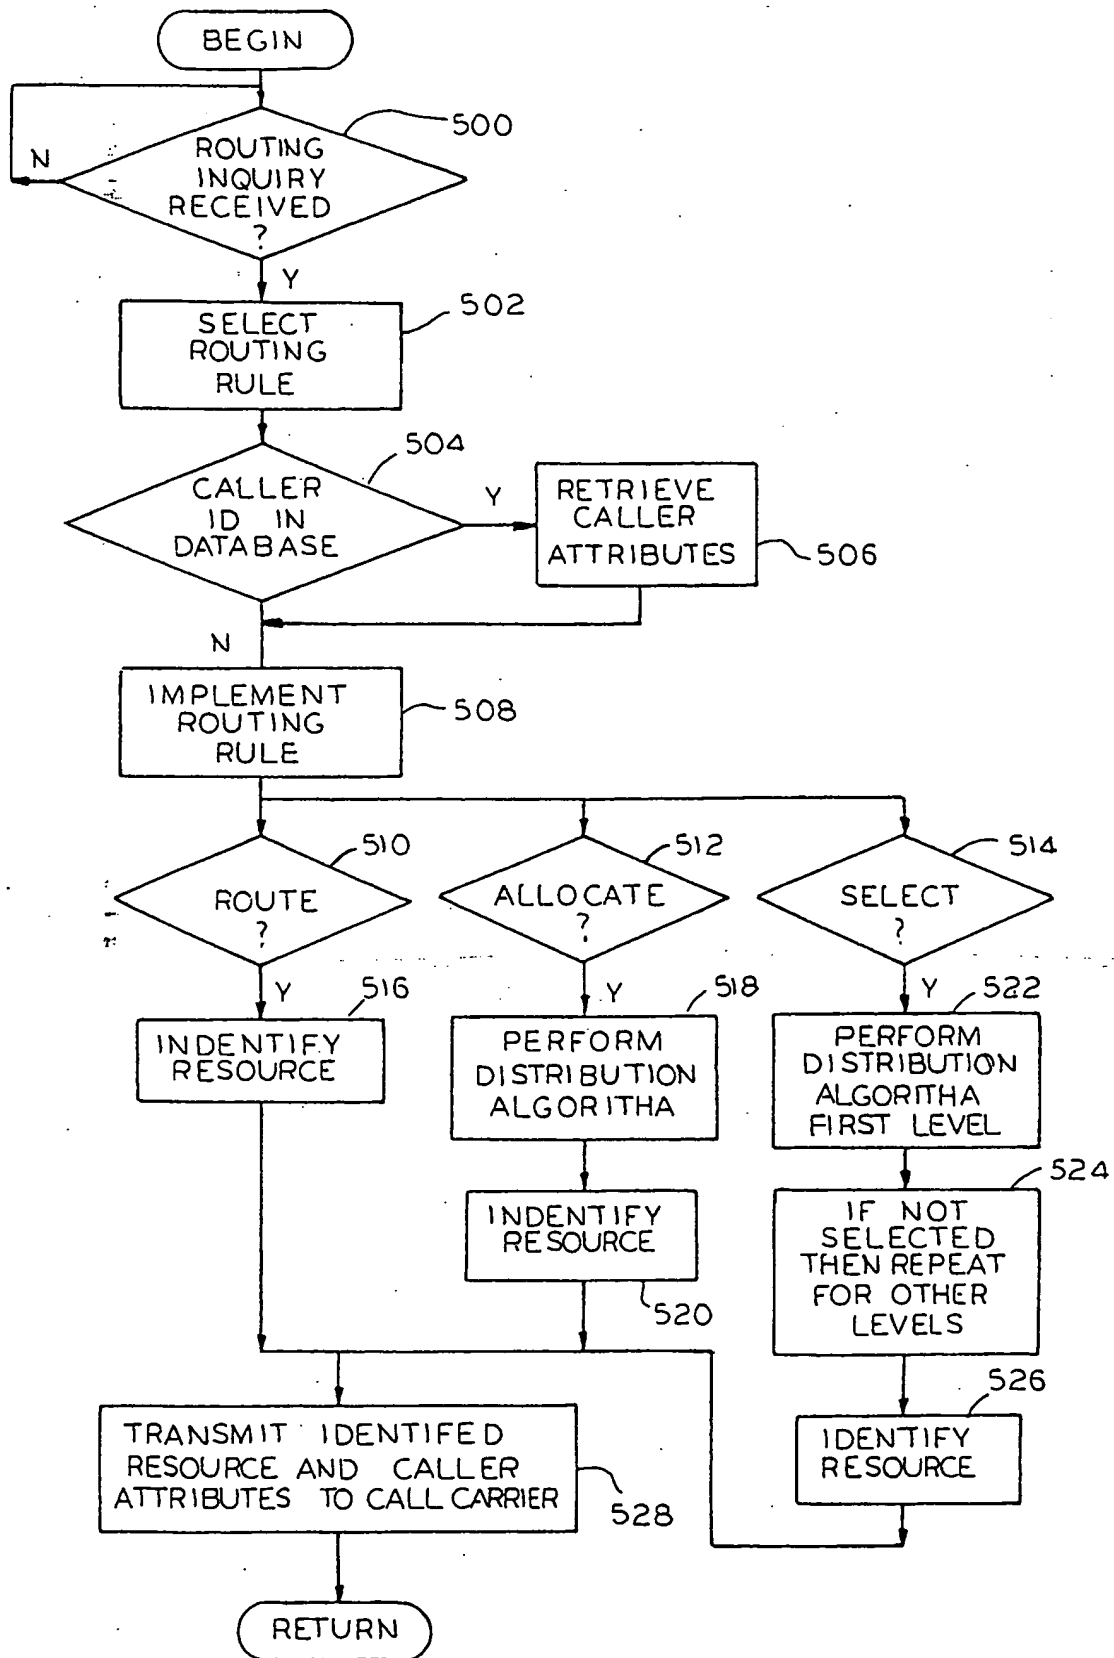 BEGIN
500
ROUTING
INQUIRY
RECEIVED
?
N
Y
502
SELECT
ROUTING
RULE
504
CALLER
ID IN
DATABASE
Y
RETRIEVE
CALLER
ATTRIBUTES
506
N
IMPLEMENT
ROUTING
RULE
508
510
ROUTE
?
512
ALLOCATE
?
514
SELECT
?
Y
516
INDENTIFY
RESOURCE
Y
518
PERFORM
DISTRIBUTION
ALGORITHA
INDENTIFY
RESOURCE
520
Y
522
PERFORM
DISTRIBUTION
ALGORITHA
FIRST LEVEL
524
IF NOT
SELECTED
THEN REPEAT
FOR OTHER
LEVELS
526
IDENTIFY
RESOURCE
TRANSMIT IDENTIFED
RESOURCE AND CALLER
ATTRIBUTES TO CALL CARRIER
528
RETURN